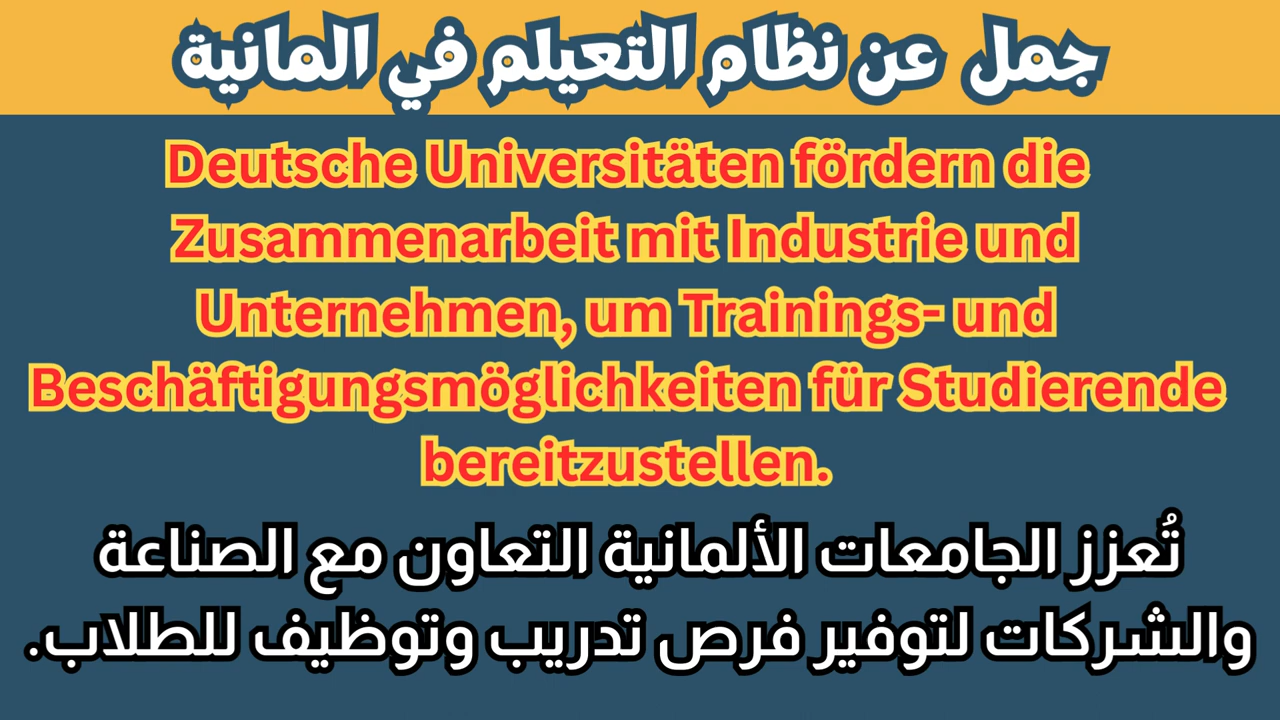 جمل عن نظام التعيلم في المانية
Deutsche Universitäten fördern die
Zusammenarbeit mit Industrie und
Unternehmen, um Trainings- und
Beschäftigungsmöglichkeiten für Studierende
bereitzustellen.
تُعزز الجامعات الألمانية التعاون مع الصناعة
والشركات لتوفير فرص تدريب وتوظيف للطلاب.